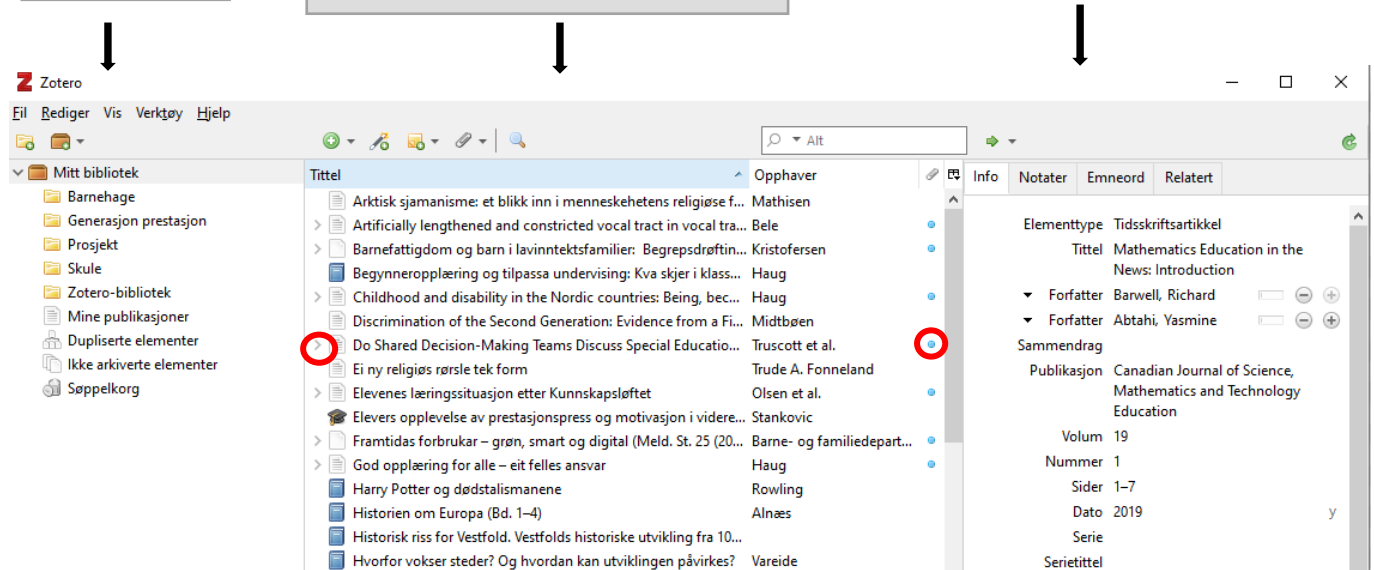 Zotero
Fil Rediger Vis Verktøy Hjelp
Alt
Mitt bibliotek
Barnehage
Generasjon prestasjon
Prosjekt
Skule
Zotero-bibliotek
Mine publikasjoner
Dupliserte elementer
Ikke arkiverte elementer
Søppelkorg
Tittel Opphaver
Arktisk sjamanisme: et blikk inn i menneskehetens religiøse f... Mathisen
Artificially lengthened and constricted vocal tract in vocal tra... Bele
Barnefattigdom og barn i lavinntektsfamilier: Begrepsdrøftin... Kristofersen
Begynneropplæring og tilpassa undervising: Kva skjer i klass... Haug
Childhood and disability in the Nordic countries: Being, bec... Haug
Discrimination of the Second Generation: Evidence from a Fi... Midtbøen
Do Shared Decision-Making Teams Discuss Special Educatio... Truscott et al.
Ei ny religiøs rørsle tek form Trude A. Fonneland
Elevenes læringssituasjon etter Kunnskapsløftet Olsen et al.
Elevers opplevelse av prestasjonspress og motivasjon i videre... Stankovic
Framtidas forbrukar – grøn, smart og digital (Meld. St. 25 (20... Barne- og familiedepart...
God opplæring for alle – eit felles ansvar Haug
Harry Potter og dødstalismanene Rowling
Historien om Europa (Bd. 1–4) Alnæs
Historisk riss for Vestfold. Vestfolds historiske utvikling fra 10...
Hvorfor vokser steder? Og hvordan kan utviklingen påvirkes? Vareide
Info Notater Emneord Relatert
Elementtype Tidsskriftsartikkel
Tittel Mathematics Education in the
News: Introduction
Forfatter Barwell, Richard
Forfatter Abtahi, Yasmine
Sammendrag
Publikasjon Canadian Journal of Science,
Mathematics and Technology
Education
Volum 19
Nummer 1
Sider 1–7
Dato 2019 y
Serie
Serietittel